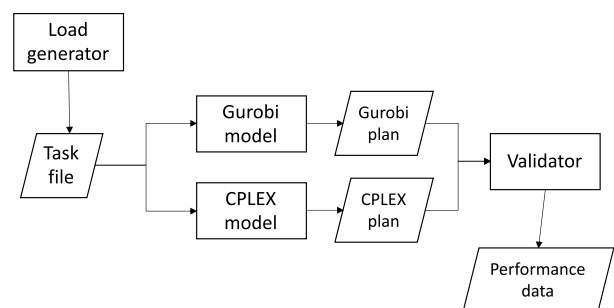 Load
generator
Task
file
Gurobi
model
Gurobi
plan
CPLEX
model
CPLEX
plan
Validator
Performance
data